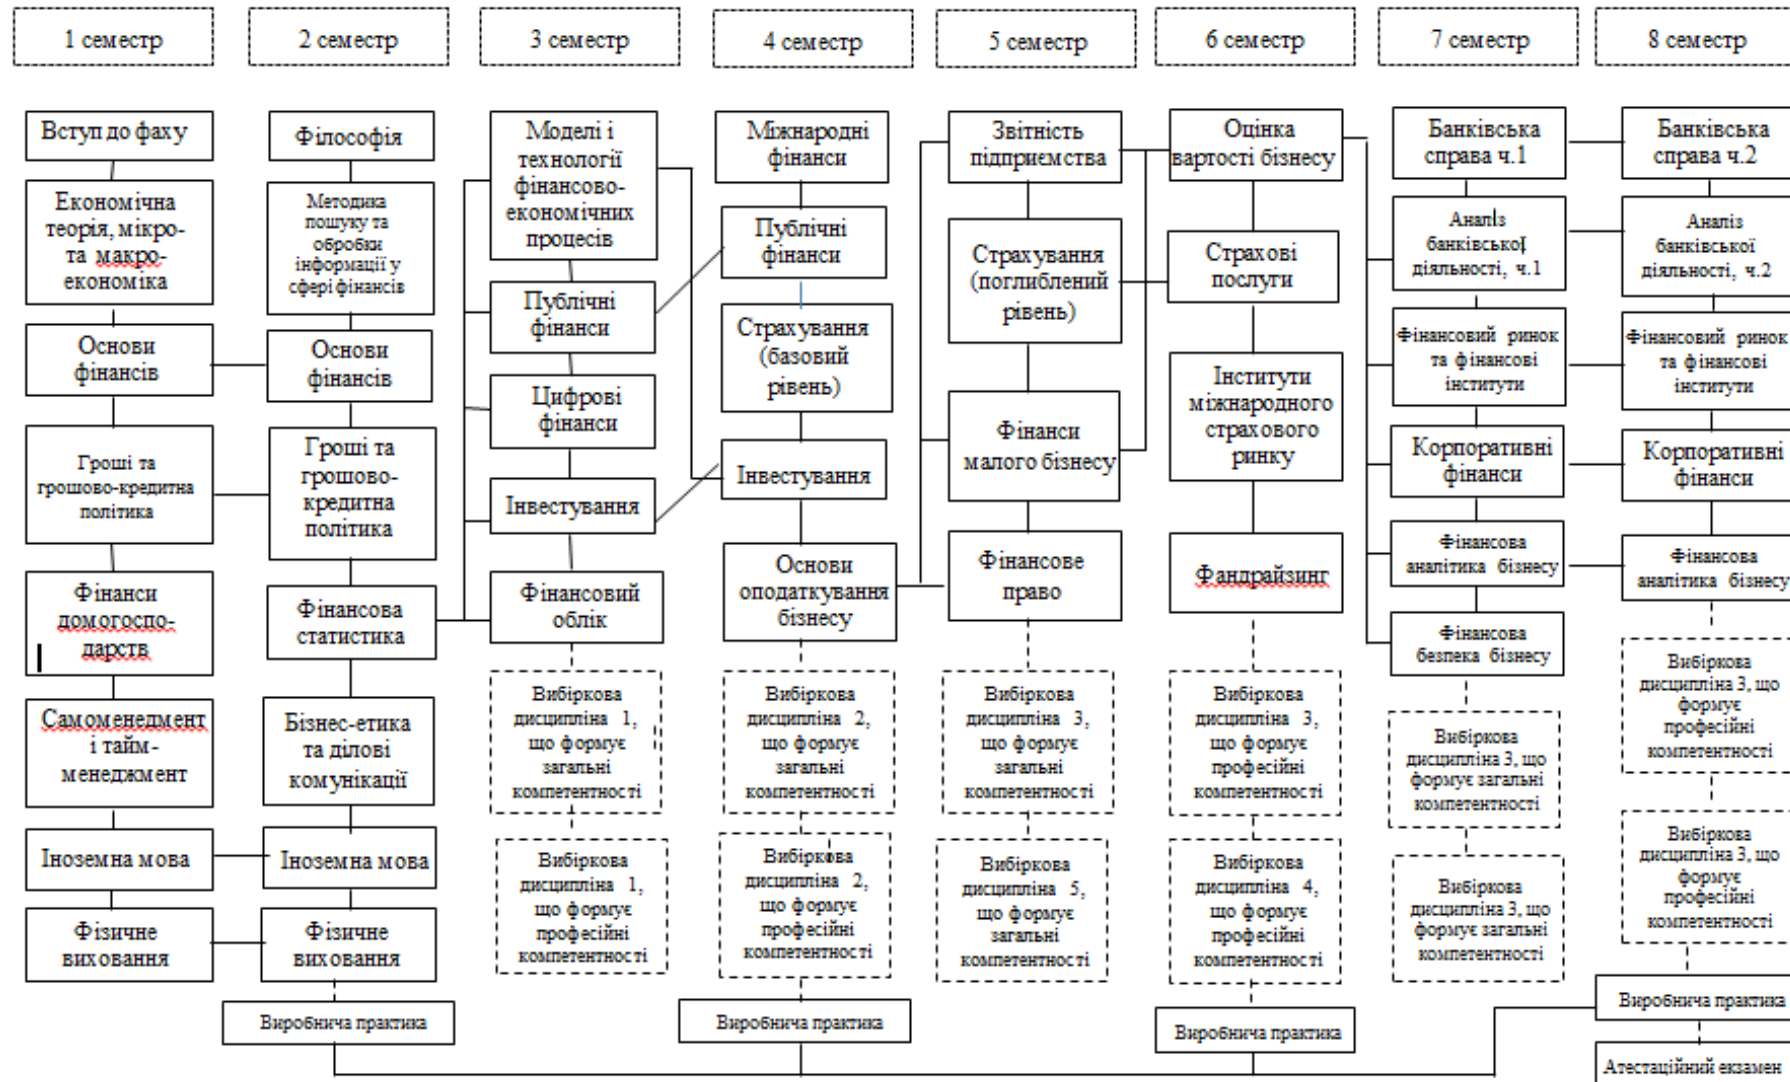 1 семестр
2 семестр
3 семестр
4 семестр
5 семестр
6 семестр
7 семестр
8 семестр
Вступ до фаху
Економічна
теорія, мікро-
та макро-
економіка
Основи
фінансів
Гроші та
грошово-кредитна
політика
Фінанси
домогоспо-
дарств
Самоменедмент
і тайм-
менеджмент
Іноземна мова
Фізичне
виховання
Філософія
Методика
пошуку та
обробки
інформації у
сфері фінансів
Основи
фінансів
Гроші та
грошово-
кредитна
політика
Фінансова
статистика
Бізнес-етика
та ділові
комунікації
Іноземна мова
Фізичне
виховання
Виробнича практика
Моделі і
технології
фінансово-
економічних
процесів
Публічні
фінанси
Цифрові
фінанси
Інвестування
Фінансовий
облік
Вибіркова
дисципліна 1,
що формує
загальні
компетентності
Вибіркова
дисципліна 1,
що формує
професійні
компетентності
Міжнародні
фінанси
Публічні
фінанси
Страхування
(базовий
рівень)
Інвестування
Основи
оподаткування
бізнесу
Вибіркова
дисципліна 2,
що формує
загальні
компетентності
Вибіркова
дисципліна 2,
що формує
професійні
компетентності
Виробнича практика
Звітність
підприємства
Страхування
(поглиблений
рівень)
Фінанси
малого бізнесу
Фінансове
право
Вибіркова
дисципліна 3,
що формує
загальні
компетентності
Вибіркова
дисципліна 5,
що формує
загальні
компетентності
Оцінка
вартості бізнесу
Страхові
послуги
Інститути
міжнародного
страхового
ринку
Фандрайзинг
Вибіркова
дисципліна 3,
що формує
професійні
компетентності
Вибіркова
дисципліна 4,
що формує
професійні
компетентності
Виробнича практика
Банківська
справа ч.1
Аналіз
банківської
діяльності, ч.1
Фінансовий ринок
та фінансові
інститути
Корпоративні
фінанси
Фінансова
аналітика бізнесу
Фінансова
безпека бізнесу
Вибіркова
дисципліна 3, що
формує загальні
компетентності
Вибіркова
дисципліна 3, що
формує загальні
компетентності
Банківська
справа ч.2
Аналіз
банківської
діяльності, ч.2
Фінансовий ринок
та фінансові
інститути
Корпоративні
фінанси
Фінансова
аналітика бізнесу
Вибіркова
дисципліна 3, що
формує
професійні
компетентності
Вибіркова
дисципліна 3, що
формує
професійні
компетентності
Виробнича практика
Атестаційний екзамен